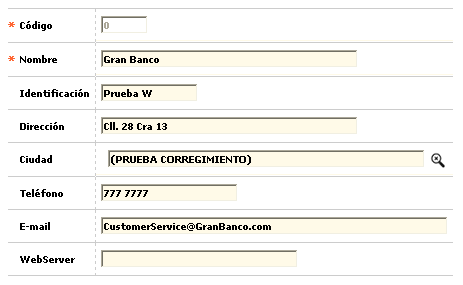 * Código 0
* Nombre Gran Banco
Identificación Prueba W
Dirección Cll. 28 Cra 13
Ciudad (PRUEBA CORREGIMIENTO)
Teléfono 777 7777
E-mail CustomerService@GranBanco.com
WebServer